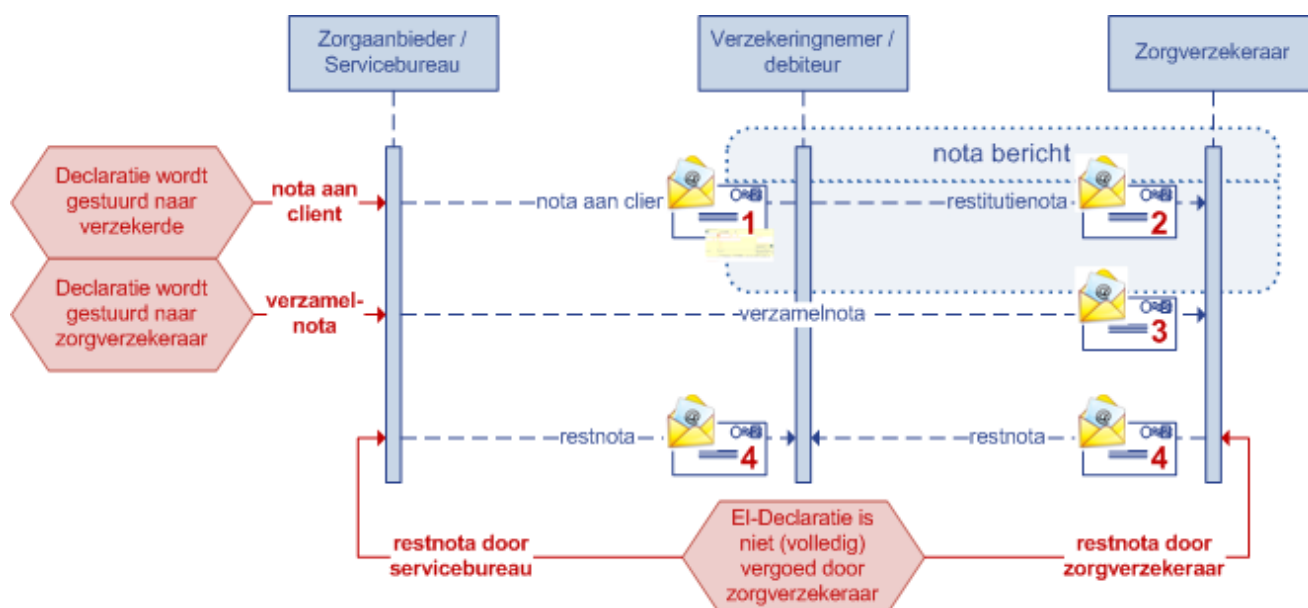 Zorgaanbieder /
Servicebureau
Verzekeringnemer /
debiteur
Zorgverzekeraar
nota bericht
Declaratie wordt
gestuurd naar
verzekerde
nota aan
client
nota aan clien
1
restitutienota
2
Declaratie wordt
gestuurd naar
zorgverzekeraar
verzamel-
nota
verzamelnota
3
restnota
4
restnota
4
restnota door
servicebureau
EI-Declaratie is
niet (volledig)
vergoed door
zorgverzekeraar
restnota door
zorgverzekeraar